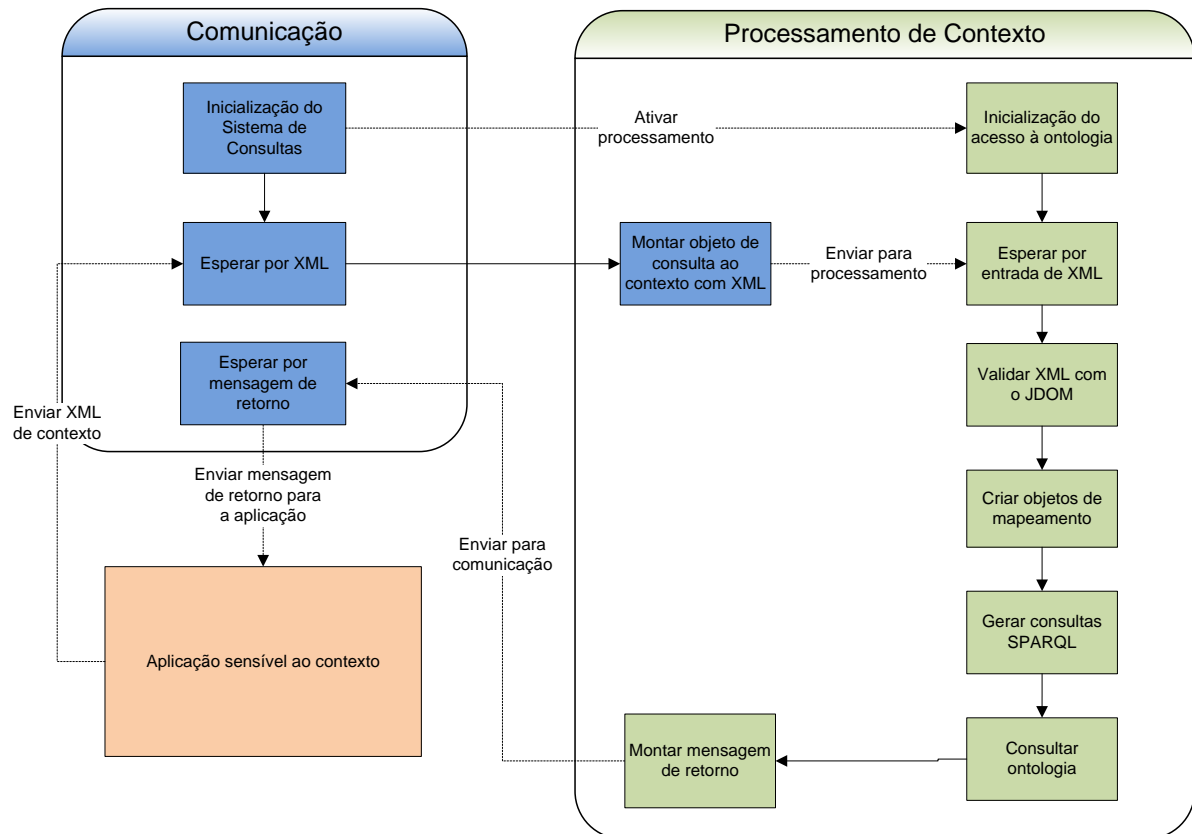 Comunicação
Processamento de Contexto
Inicialização do
Sistema de
Consultas
Ativar
processamento
Inicialização do
acesso à ontologia
Esperar por XML
Montar objeto de
consulta ao
contexto com XML
Enviar para
processamento
Esperar por
entrada de XML
Esperar por
mensagem de
retorno
Validar XML com
o JDOM
Enviar XML
de contexto
Enviar mensagem
de retorno para
a aplicação
Criar objetos de
mapeamento
Enviar para
comunicação
Gerar consultas
SPARQL
Aplicação sensível ao contexto
Montar mensagem
de retorno
Consultar
ontologia